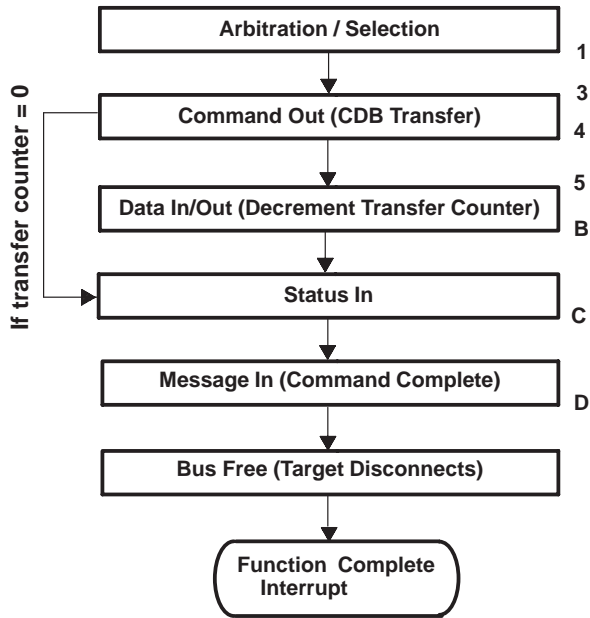 Arbitration / Selection
1
If transfer counter = 0
3
Command Out (CDB Transfer)
4
5
Data In/Out (Decrement Transfer Counter)
B
Status In
C
Message In (Command Complete)
D
Bus Free (Target Disconnects)
Function Complete
Interrupt